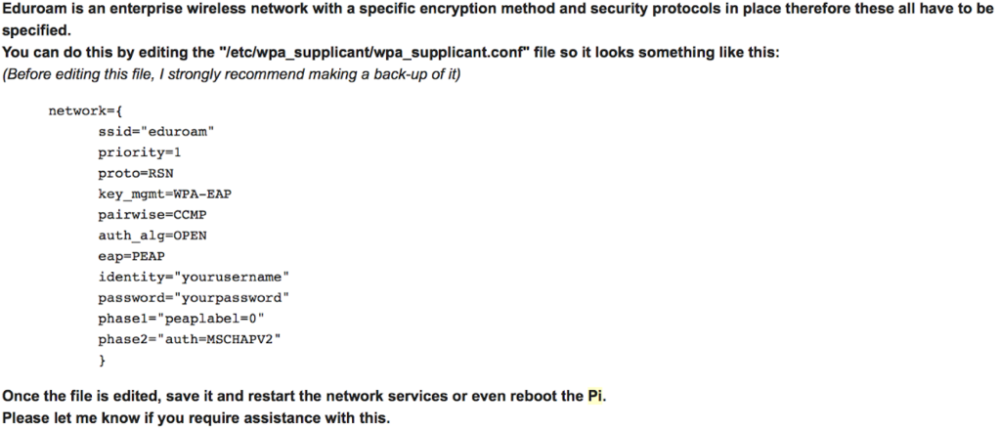 Eduroam is an enterprise wireless network with a specific encryption method and security protocols in place therefore these all have to be
specified.
You can do this by editing the "/etc/wpa_supplicant/wpa_supplicant.conf" file so it looks something like this:
(Before editing this file, I strongly recommend making a back-up of it)
network={
ssid="eduroam"
priority=1
proto=RSN
key_mgmt=WPA-EAP
pairwise=CCMP
auth_alg=OPEN
eap=PEAP
identity="yourusername"
password="yourpassword"
phase1="peaplabel=0"
phase2="auth=MSCHAPV2"
}
Once the file is edited, save it and restart the network services or even reboot the Pi.
Please let me know if you require assistance with this.